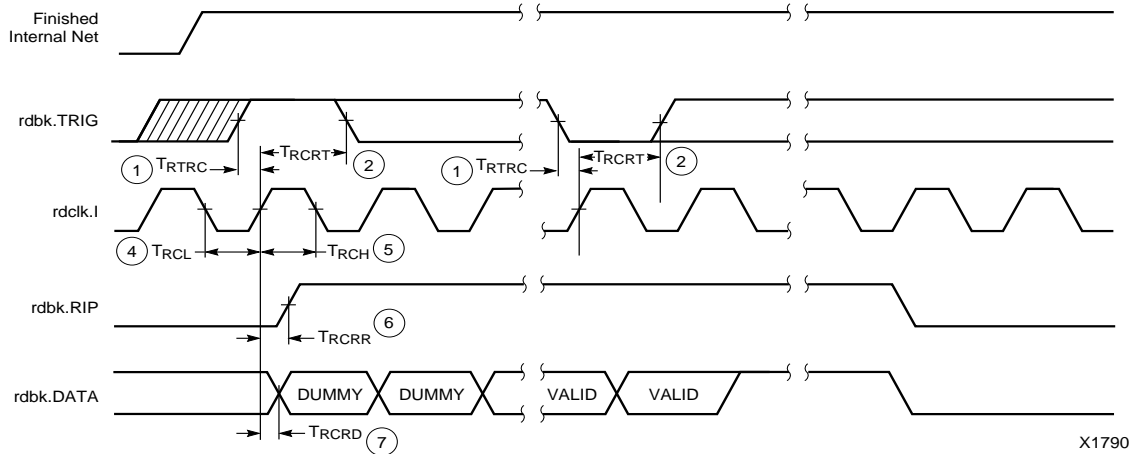 Finished
Internal Net
rdbk.TRIG
1 TRTRC
TRCRT 2
1 TRTRC
TRCRT 2
rdclk.I
4 TRCL
TRCH 5
rdbk.RIP
TRCRR 6
rdbk.DATA
DUMMY DUMMY VALID VALID
TRCRD 7
X1790